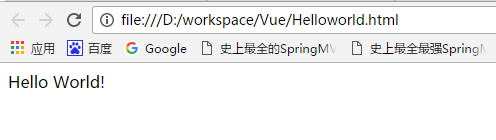 file:///D:/workspace/Vue/Helloworld.html
应用 百度 Google 史上最全的SpringMV 史上最全最强SpringM
Hello World!